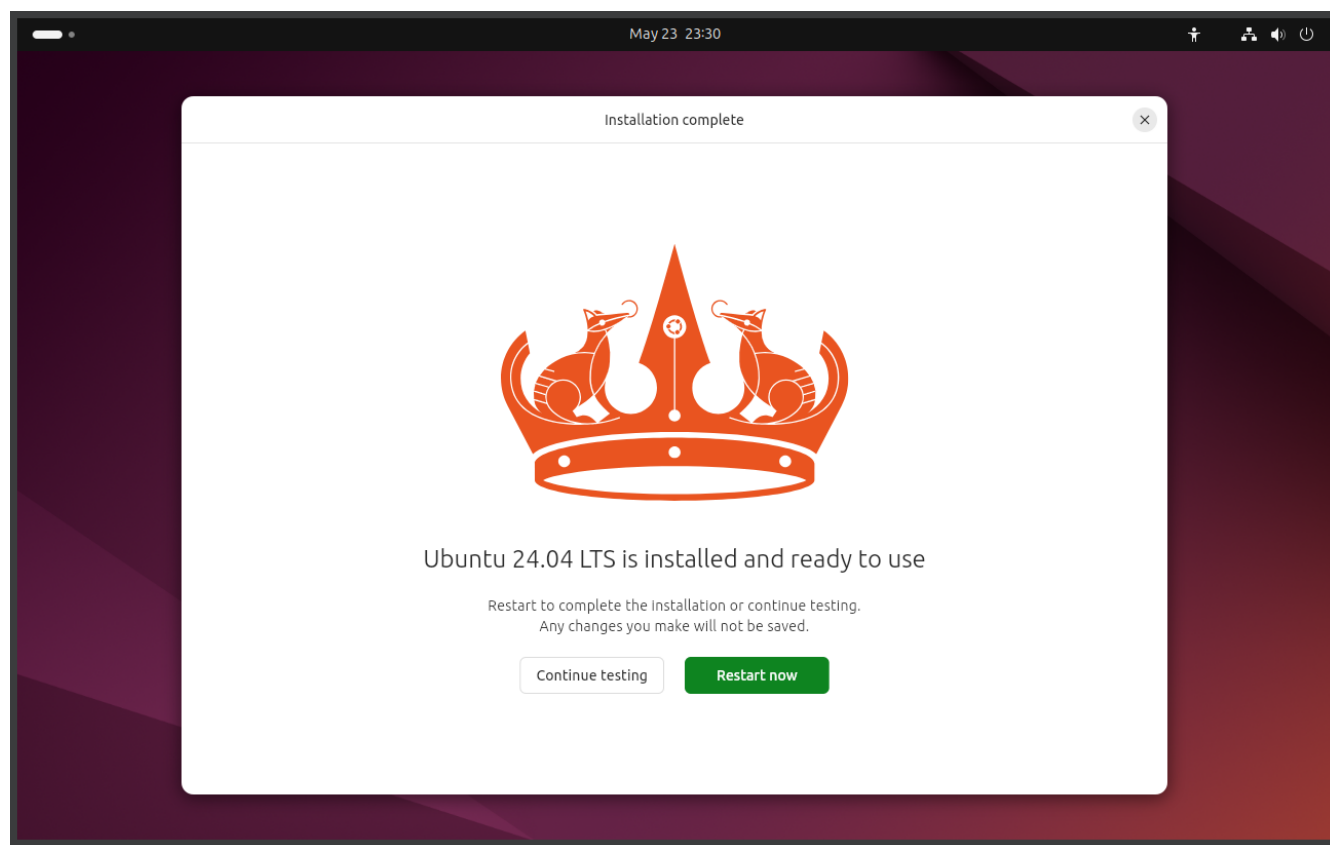 May 23 23:30
Installation complete
Ubuntu 24.04 LTS is installed and ready to use
Restart to complete the installation or continue testing.
Any changes you make will not be saved.
Continue testing
Restart now